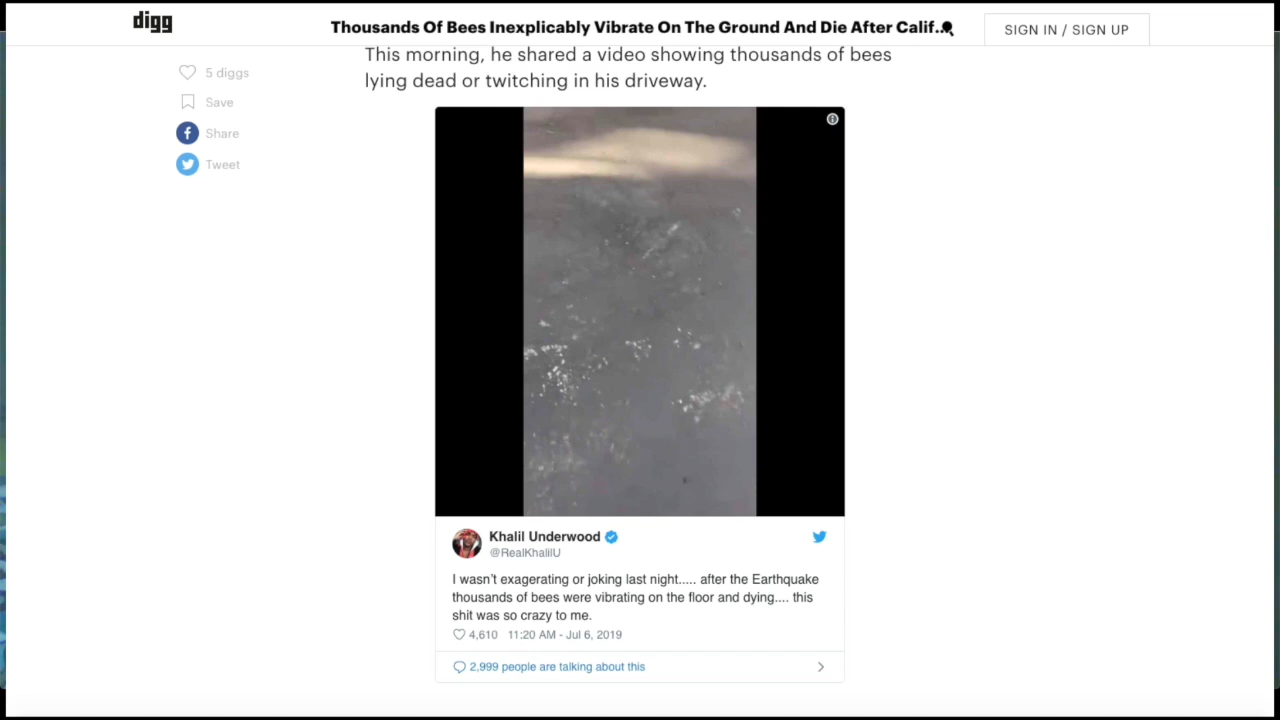 digg
Thousands Of Bees Inexplicably Vibrate On The Ground And Die After Calif...
SIGN IN / SIGN UP
This morning, he shared a video showing thousands of bees
lying dead or twitching in his driveway.
5 diggs
Save
Share
Tweet
Khalil Underwood
@RealKhalilU
I wasn't exagerating or joking last night..... after the Earthquake
thousands of bees were vibrating on the floor and dying.... this
shit was so crazy to me.
4,610 11:20 AM - Jul 6, 2019
2,999 people are talking about this